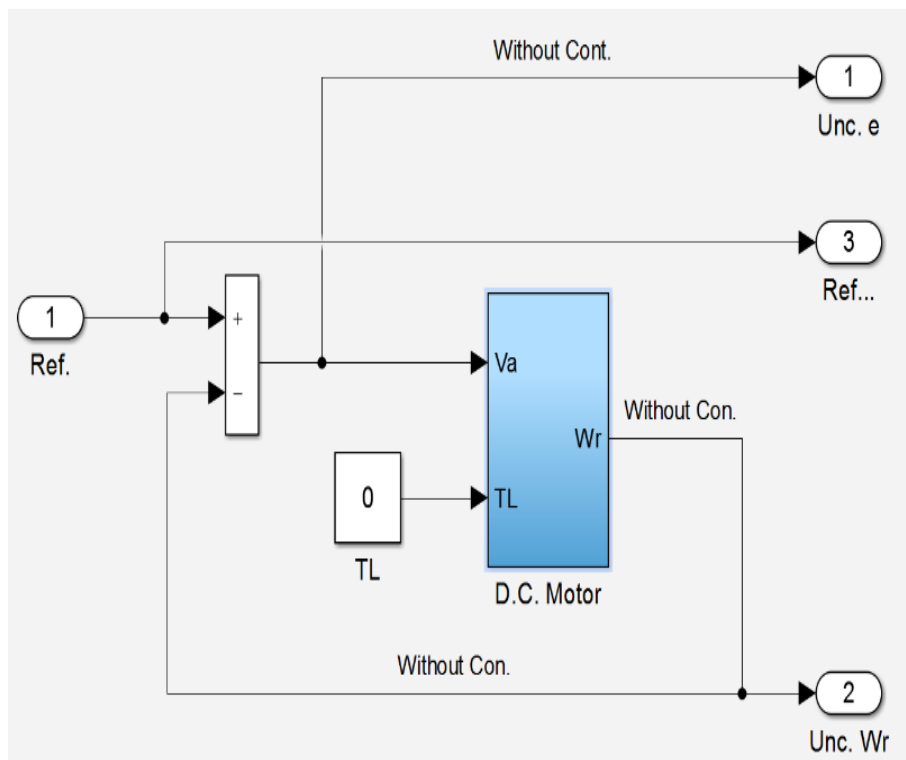 Without Cont.
1
Unc. e
3
Ref...
1
Ref.
+
−
Va
Without Con.
Wr
0
TL
TL
D.C. Motor
Without Con.
2
Unc. Wr